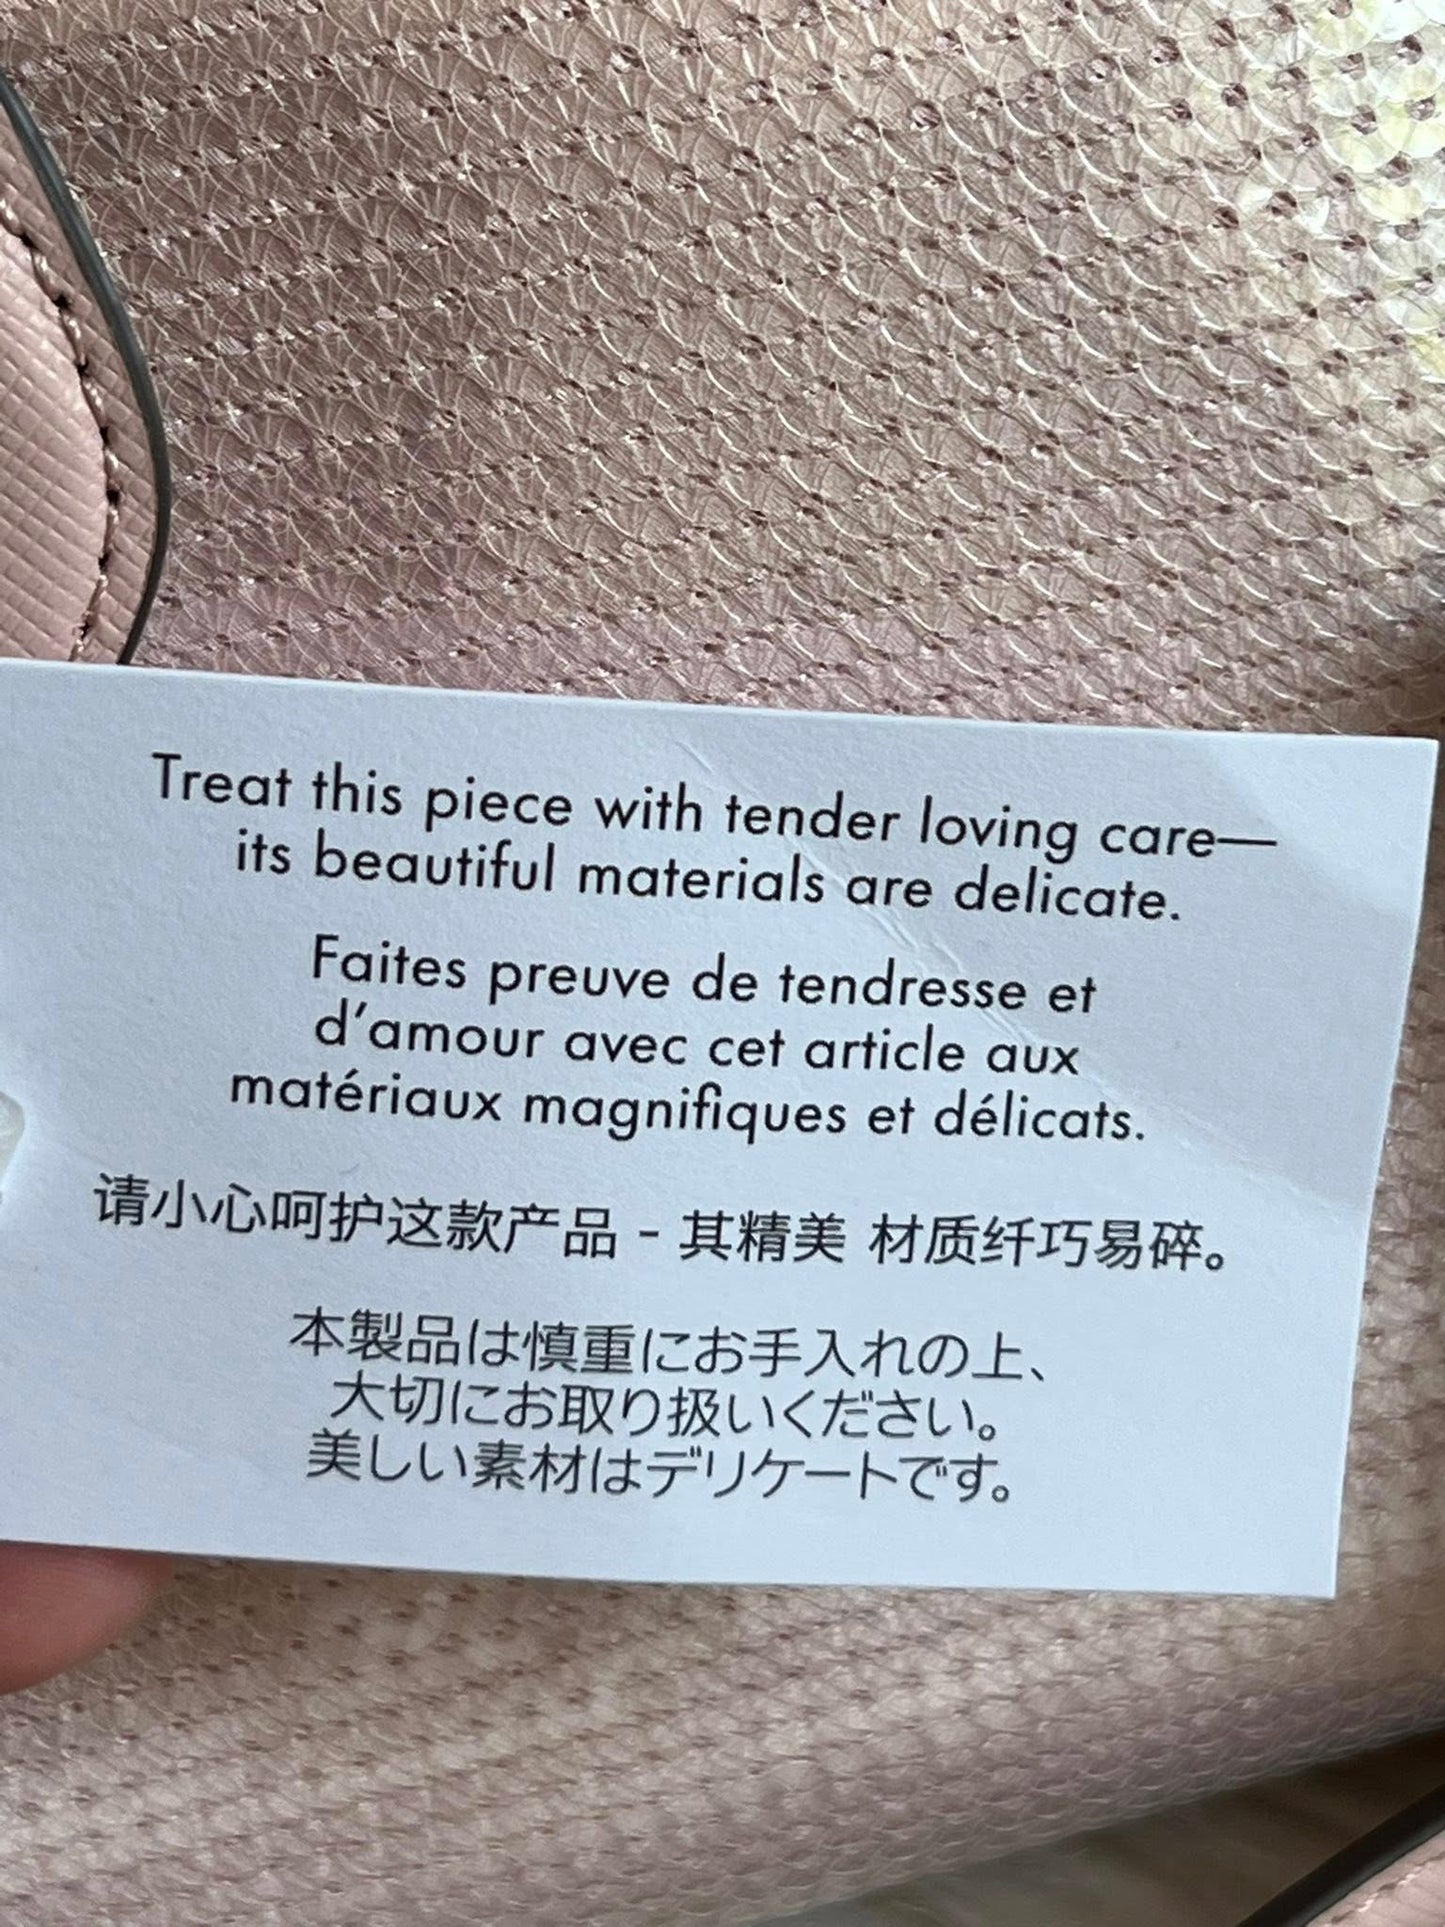 Treat this piece with tender loving care—
its beautiful materials are delicate.
Faites preuve de tendresse et
d’amour avec cet article aux
matériaux magnifiques et délicats.
请小心呵护这款产品 - 其精美 材质纤巧易碎。
本製品は慎重にお手入れの上、
大切にお取り扱いください。
美しい素材はデリケートです。